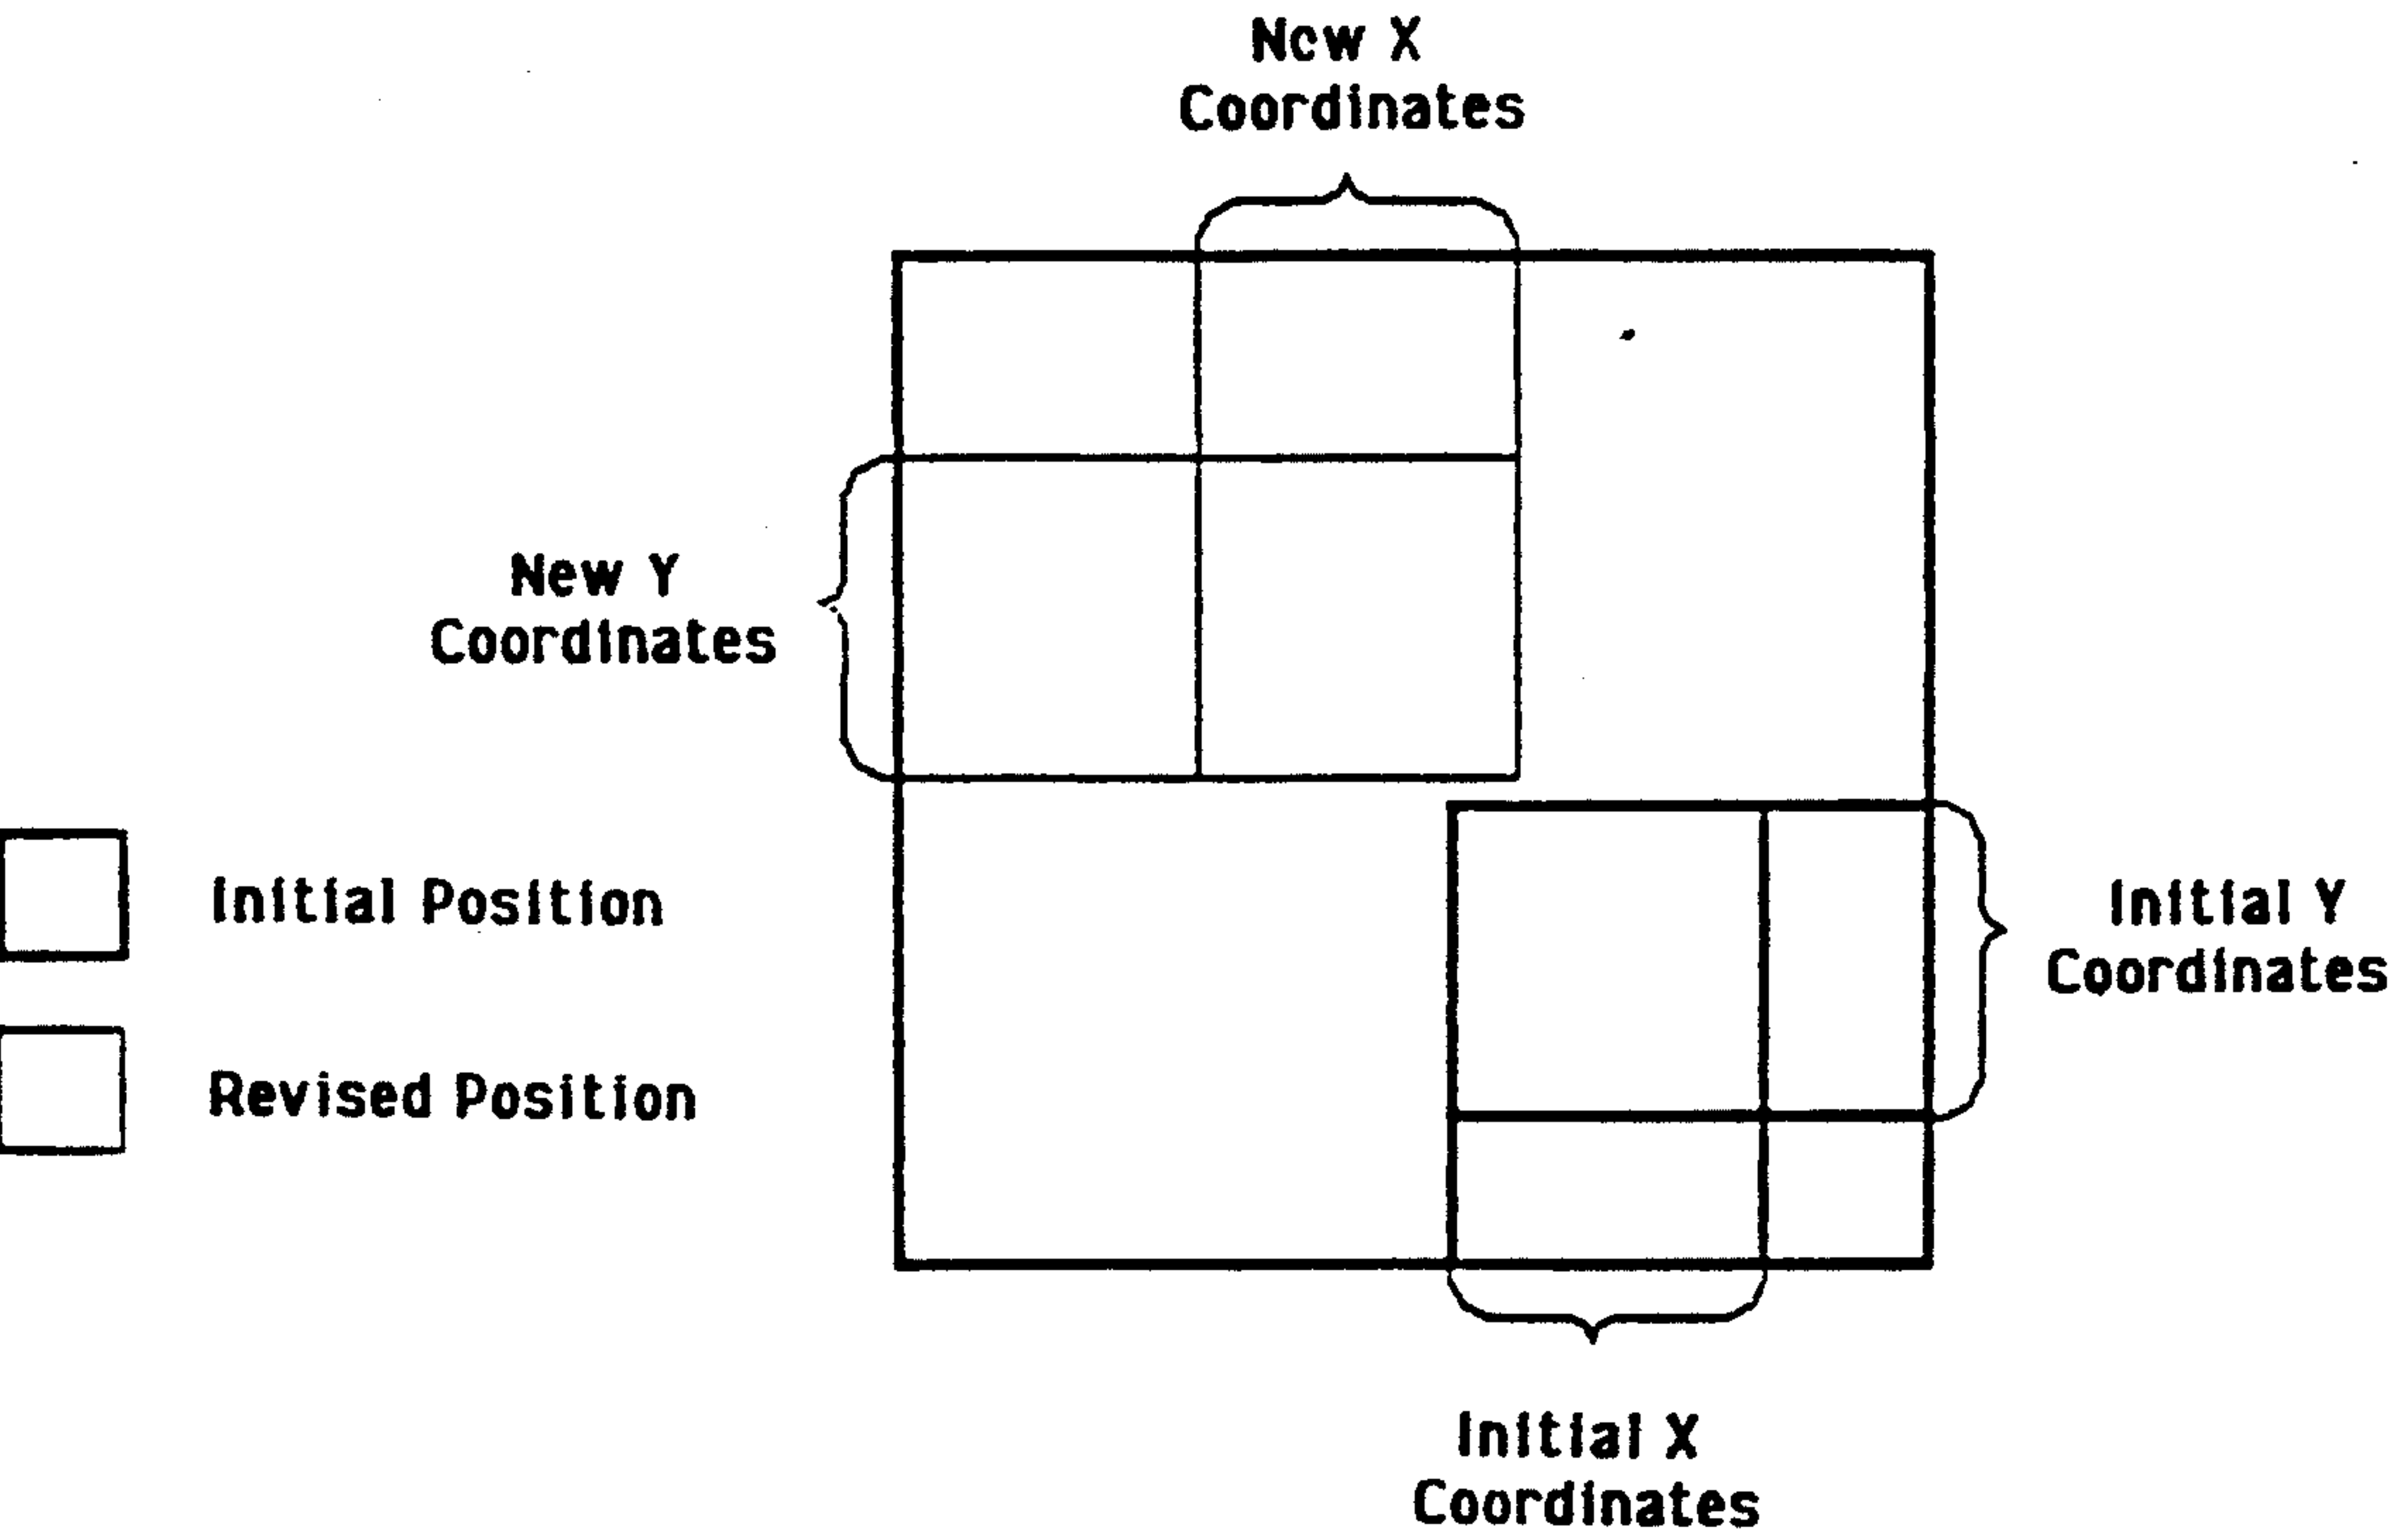 New X
Coordinates
New Y
Coordinates
Initial Position
Revised Position
Initial Y
Coordinates
Initial X
Coordinates